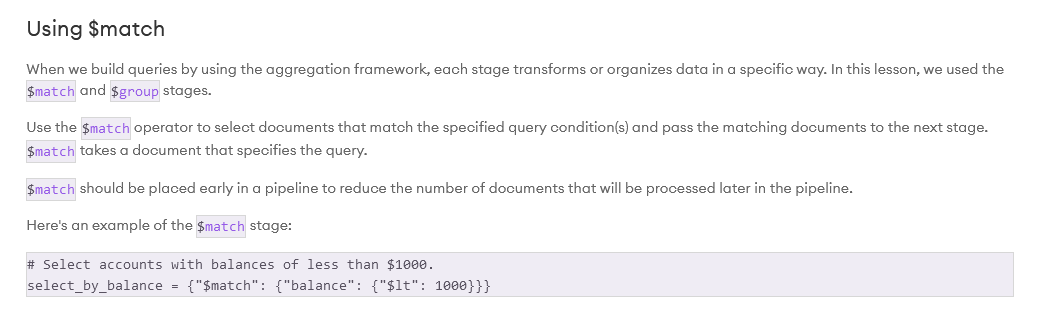 Using $match
When we build queries by using the aggregation framework, each stage transforms or organizes data in a specific way. In this lesson, we used the
$match and $group stages.
Use the $match operator to select documents that match the specified query condition(s) and pass the matching documents to the next stage.
$match takes a document that specifies the query.
$match should be placed early in a pipeline to reduce the number of documents that will be processed later in the pipeline.
Here's an example of the $match stage:
# Select accounts with balances of less than $1000.
select_by_balance = {"$match": {"balance": {"$lt": 1000}}}